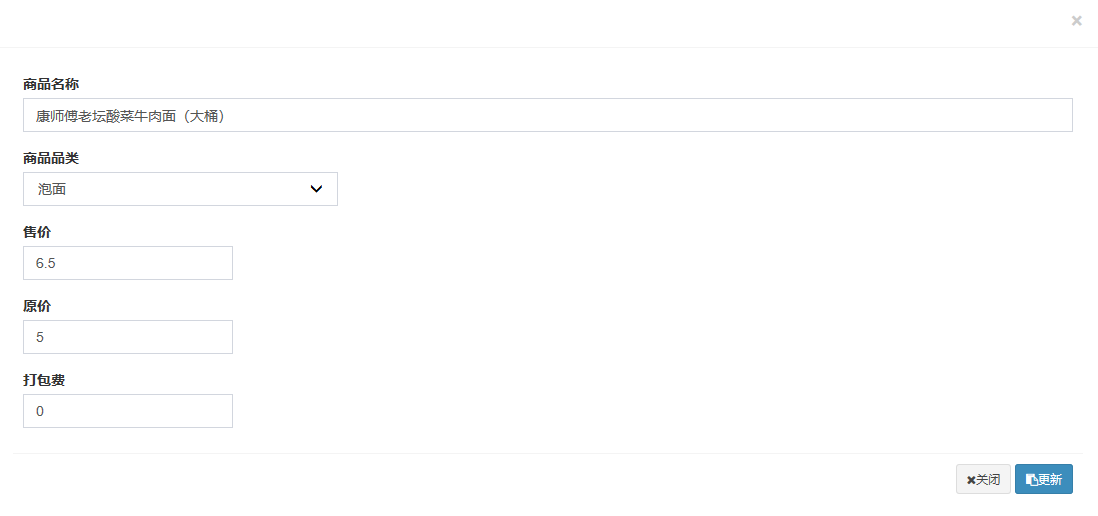 商品名称
康师傅老坛酸菜牛肉面（大桶）
商品品类
泡面
售价
6.5
原价
5
打包费
0
关闭 更新